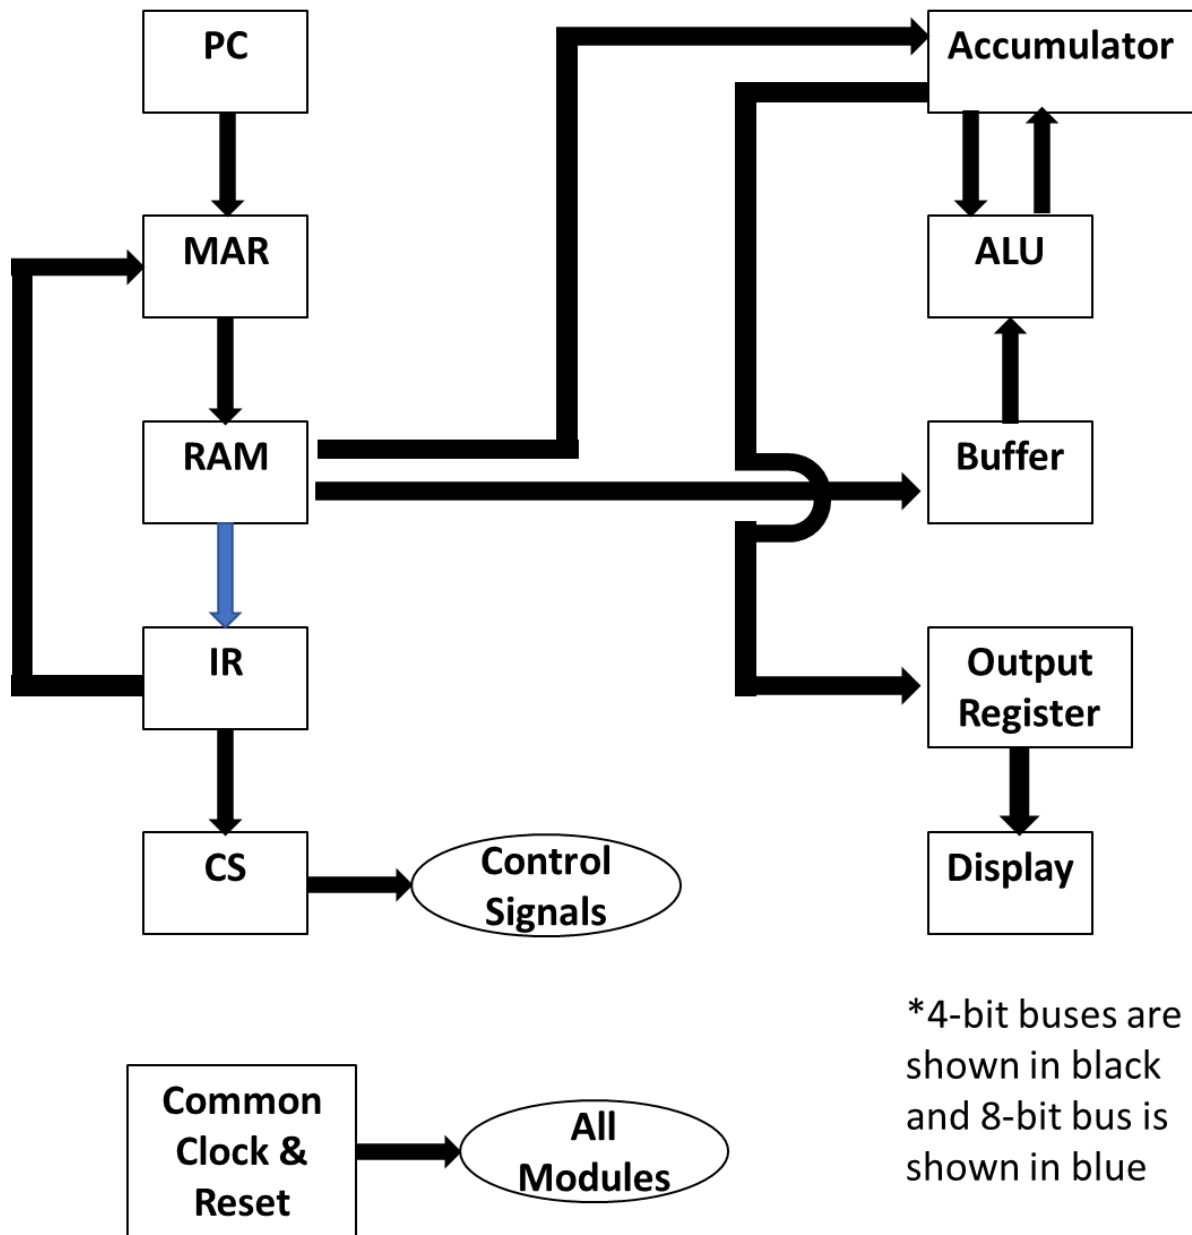 PC
Accumulator
MAR
ALU
RAM
Buffer
IR
Output
Register
CS
Control
Signals
Display
*4-bit buses are
shown in black
and 8-bit bus is
shown in blue
Common
Clock &
Reset
All
Modules